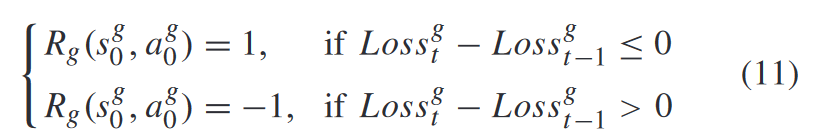 R_g(s_0^g, a_0^g) = 1, if Loss_t^g − Loss_{t−1}^g ≤ 0
R_g(s_0^g, a_0^g) = −1, if Loss_t^g − Loss_{t−1}^g > 0
(11)